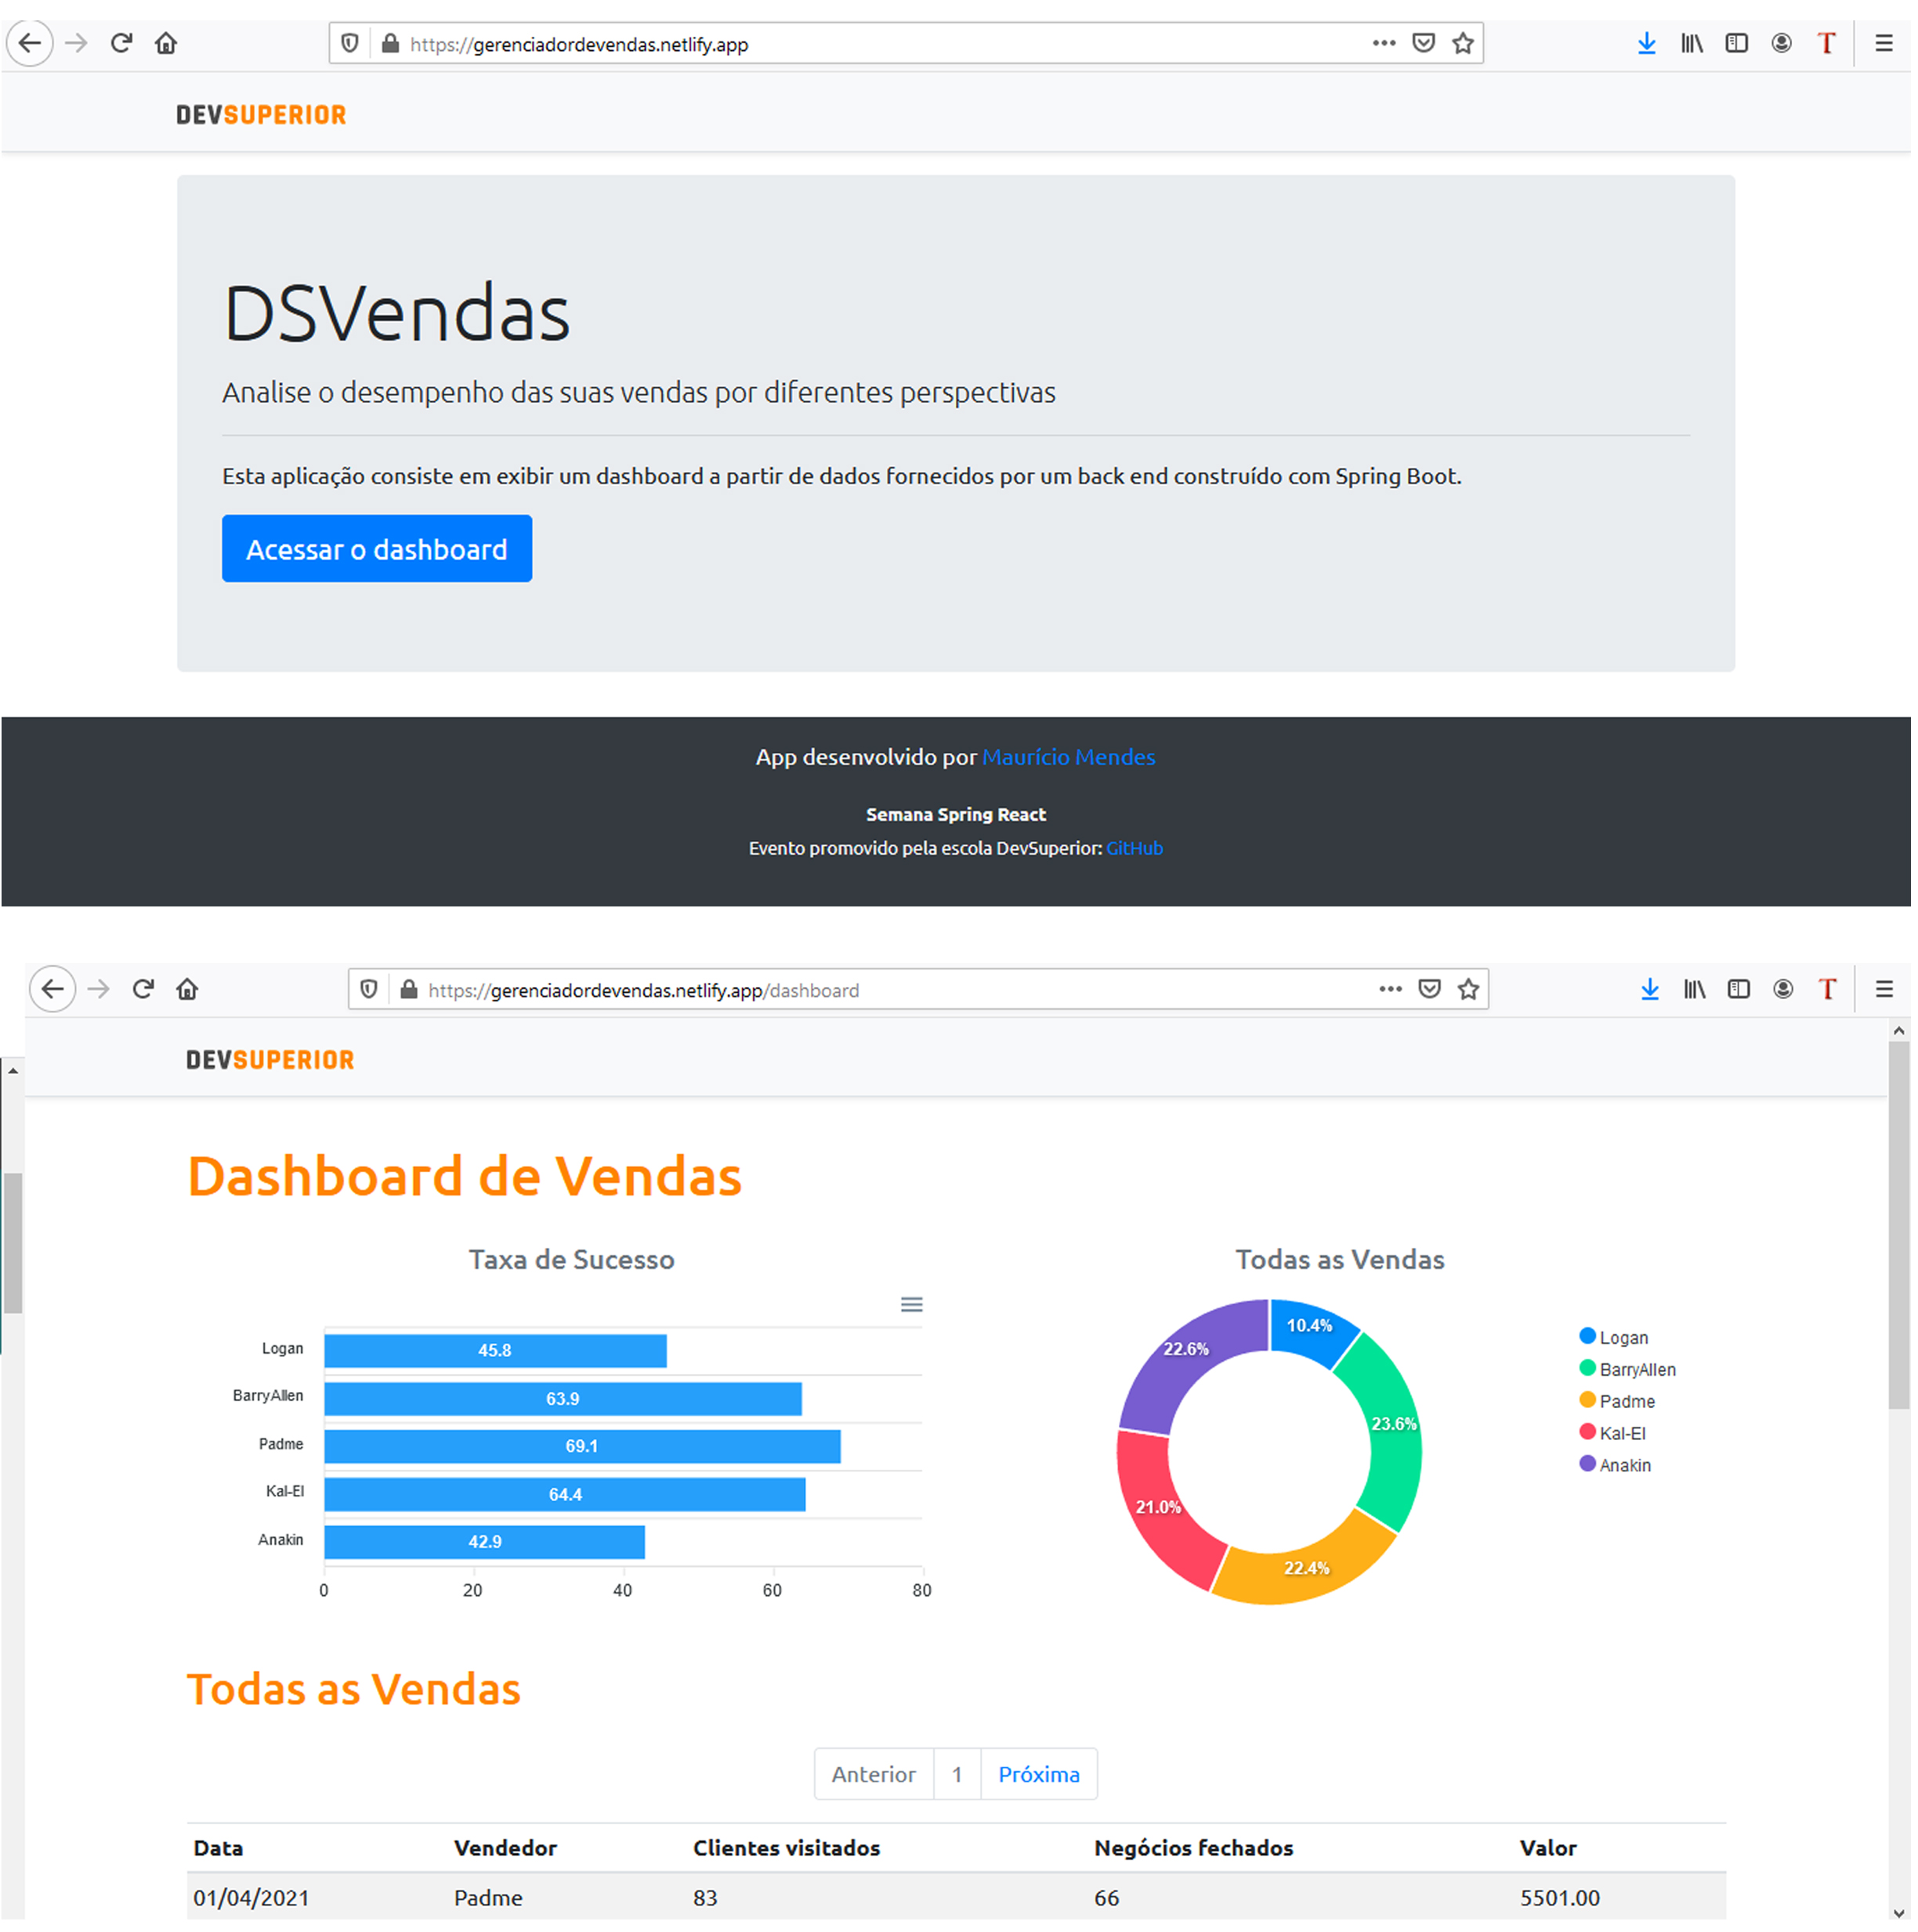 https://gerenciadordevendas.netlify.app
T
DEVSUPERIOR
DSVendas
Analise o desempenho das suas vendas por diferentes perspectivas
Esta aplicação consiste em exibir um dashboard a partir de dados fornecidos por um back end construído com Spring Boot.
Acessar o dashboard
App desenvolvido por Maurício Mendes
Semana Spring React
Evento promovido pela escola DevSuperior: GitHub
https://gerenciadordevendas.netlify.app/dashboard
T
DEVSUPERIOR
Dashboard de Vendas
Taxa de Sucesso
Logan 45.8
BarryAllen 63.9
Padme 69.1
Kal-El 64.4
Anakin 42.9
0 20 40 60 80
Todas as Vendas
10.4%
23.6%
22.4%
21.0%
22.6%
Logan
BarryAllen
Padme
Kal-El
Anakin
Todas as Vendas
Anterior 1 Próxima
Data Vendedor Clientes visitados Negócios fechados Valor
01/04/2021 Padme 83 66 5501.00